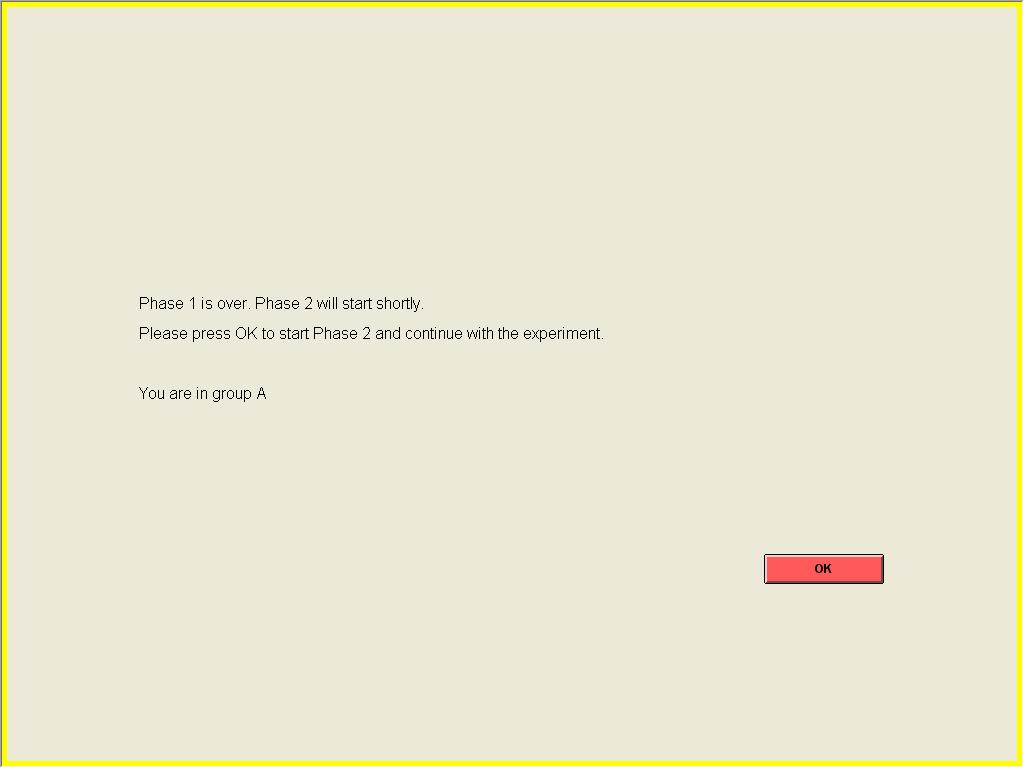 Phase 1 is over. Phase 2 will start shortly.
Please press OK to start Phase 2 and continue with the experiment.
You are in group A
OK